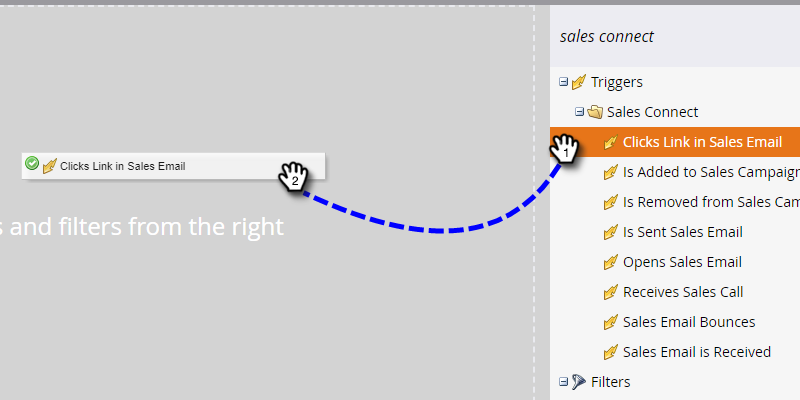 sales connect
Triggers
Sales Connect
Clicks Link in Sales Email
1
Clicks Link in Sales Email
2
Is Added to Sales Campaign
Is Removed from Sales Cam
and filters from the right
Is Sent Sales Email
Opens Sales Email
Receives Sales Call
Sales Email Bounces
Sales Email is Received
Filters